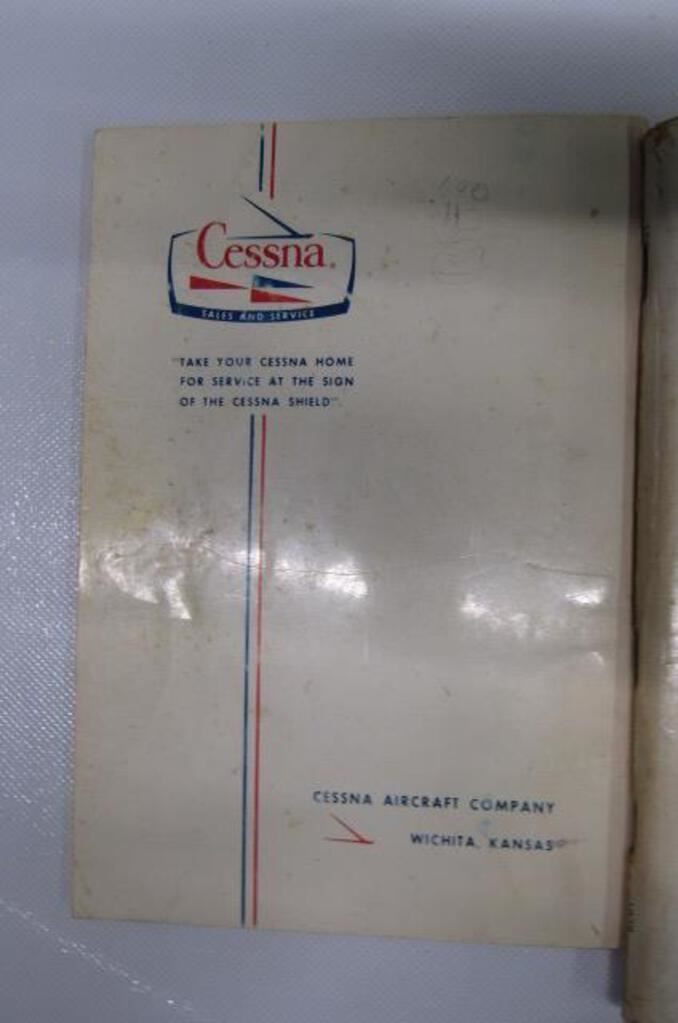 Cessna®
SALES AND SERVICE
"TAKE YOUR CESSNA HOME
FOR SERVICE AT THE SIGN
OF THE CESSNA SHIELD".
CESSNA AIRCRAFT COMPANY
WICHITA, KANSAS